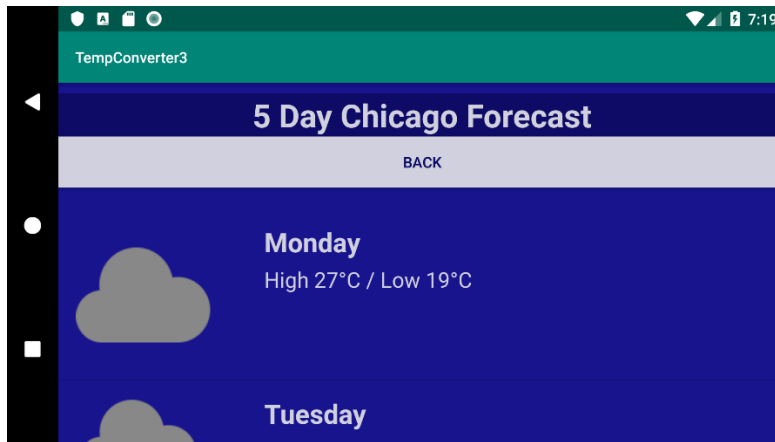 7:19
TempConverter3
5 Day Chicago Forecast
BACK
Monday
High 27°C / Low 19°C
Tuesday